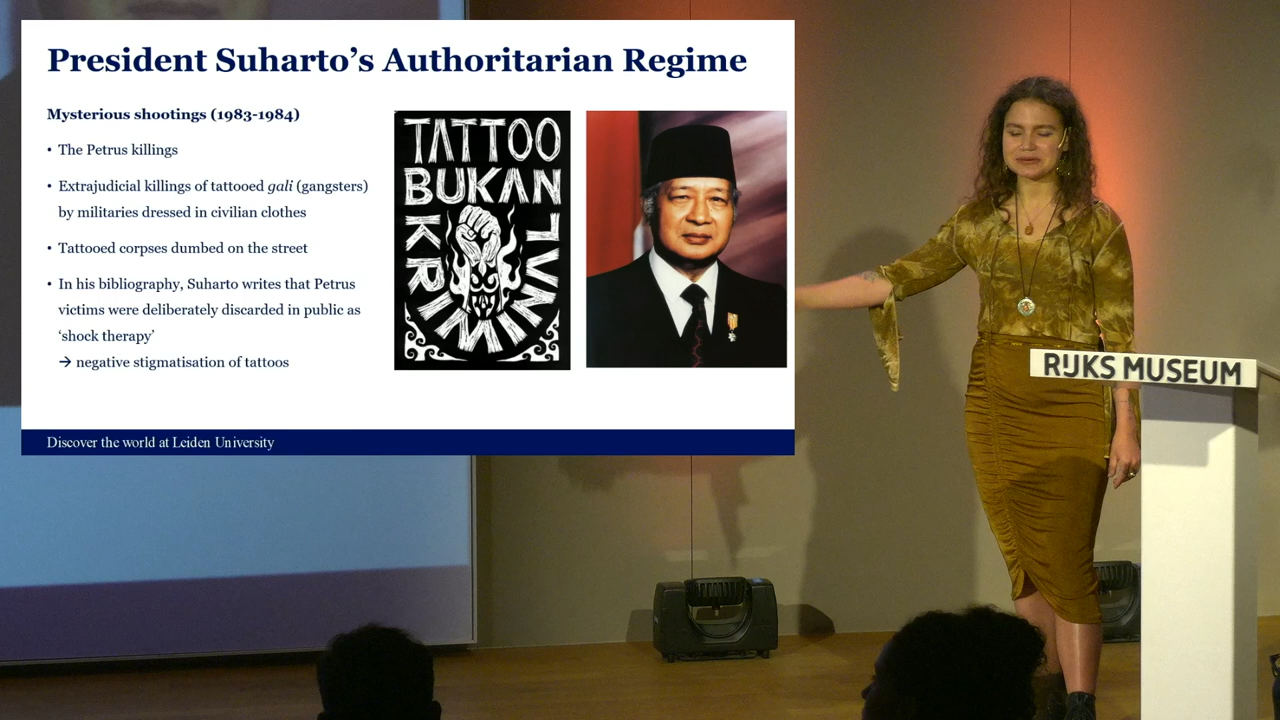 President Suharto’s Authoritarian Regime
Mysterious shootings (1983-1984)
• The Petrus killings
• Extrajudicial killings of tattooed gali (gangsters)
by militaries dressed in civilian clothes
• Tattooed corpses dumbed on the street
• In his bibliography, Suharto writes that Petrus
victims were deliberately discarded in public as
‘shock therapy’
→ negative stigmatisation of tattoos
TATTOO
BUKAN
KRIMINAL
Discover the world at Leiden University
RIJKS MUSEUM